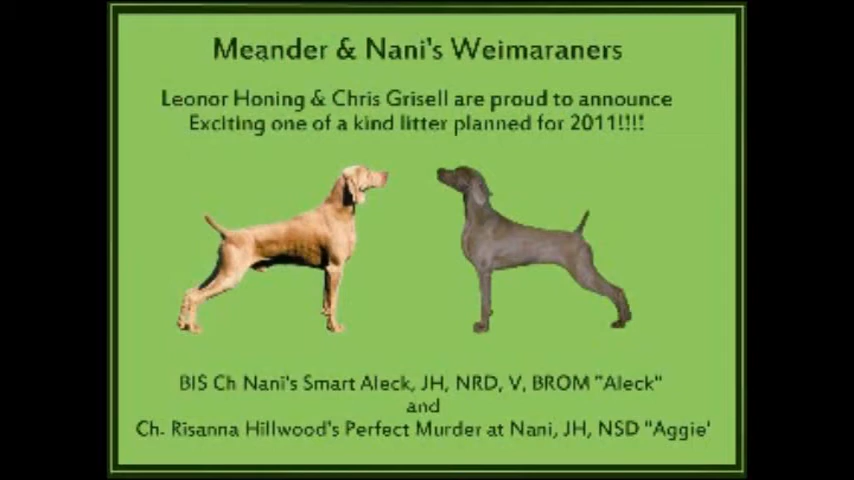 Meander & Nani's Weimaraners
Leonor Honing & Chris Grisell are proud to announce
Exciting one of a kind litter planned for 2011!!!!
BIS Ch Nani's Smart Aleck, JH, NRD, V, BROM "Aleck"
and
Ch. Risanna Hillwood's Perfect Murder at Nani, JH, NSD "Aggie'